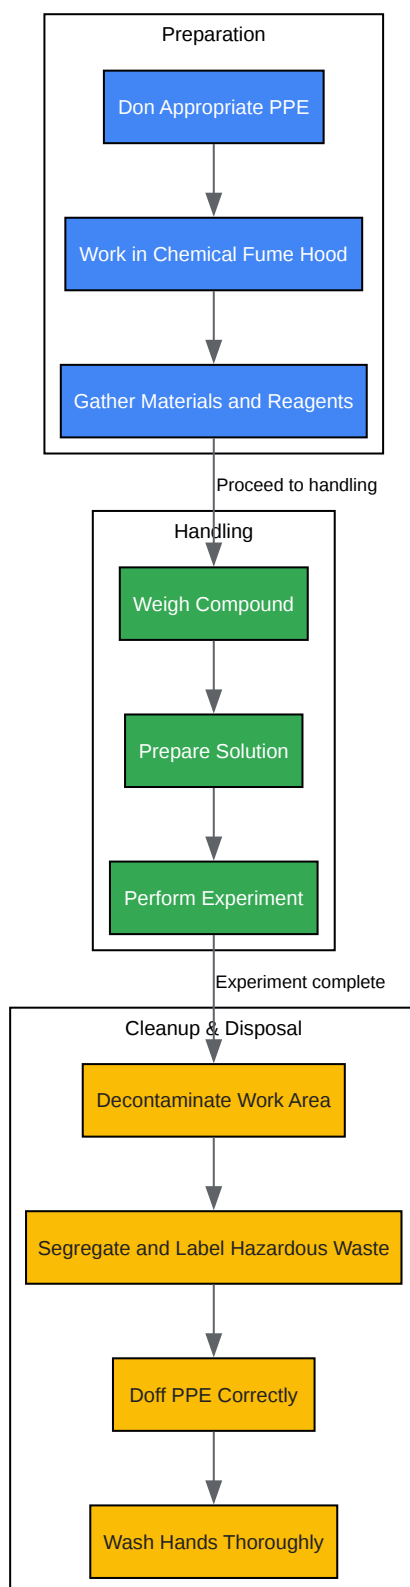 Preparation
Don Appropriate PPE
Work in Chemical Fume Hood
Gather Materials and Reagents
Proceed to handling
Handling
Weigh Compound
Prepare Solution
Perform Experiment
Experiment complete
Cleanup & Disposal
Decontaminate Work Area
Segregate and Label Hazardous Waste
Doff PPE Correctly
Wash Hands Thoroughly